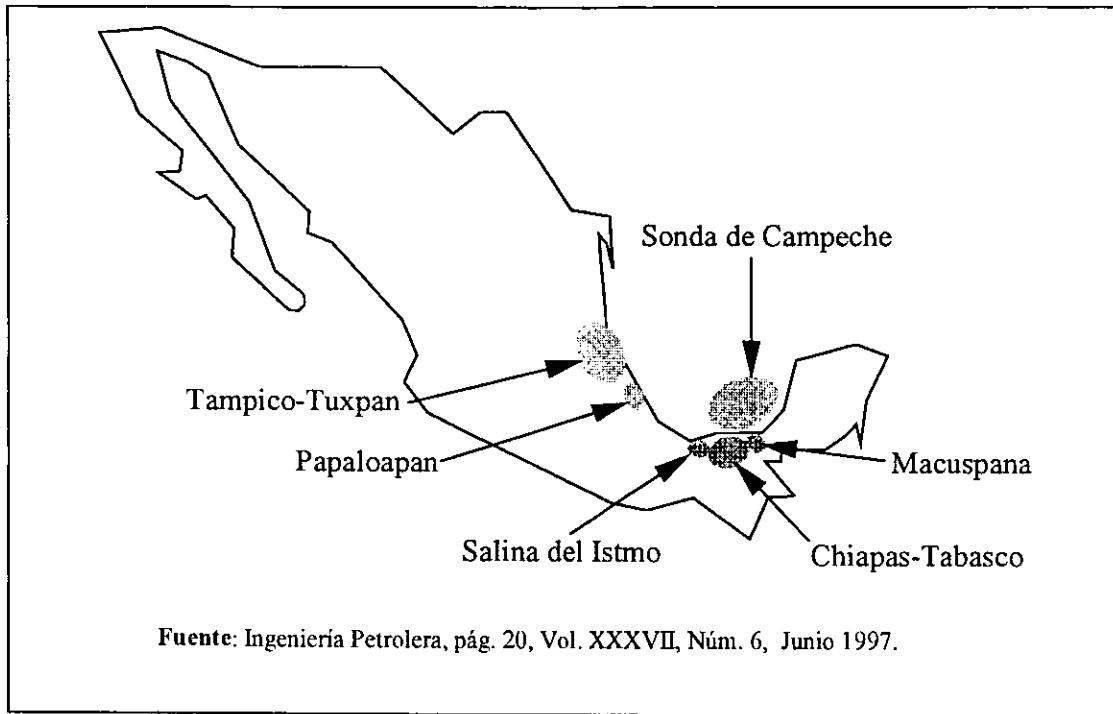 Sonda de Campeche
Tampico-Tuxpan
Papaloapan
Macuspana
Salina del Istmo
Chiapas-Tabasco
Fuente: Ingeniería Petrolera, pág. 20, Vol. XXXVII, Núm. 6, Junio 1997.